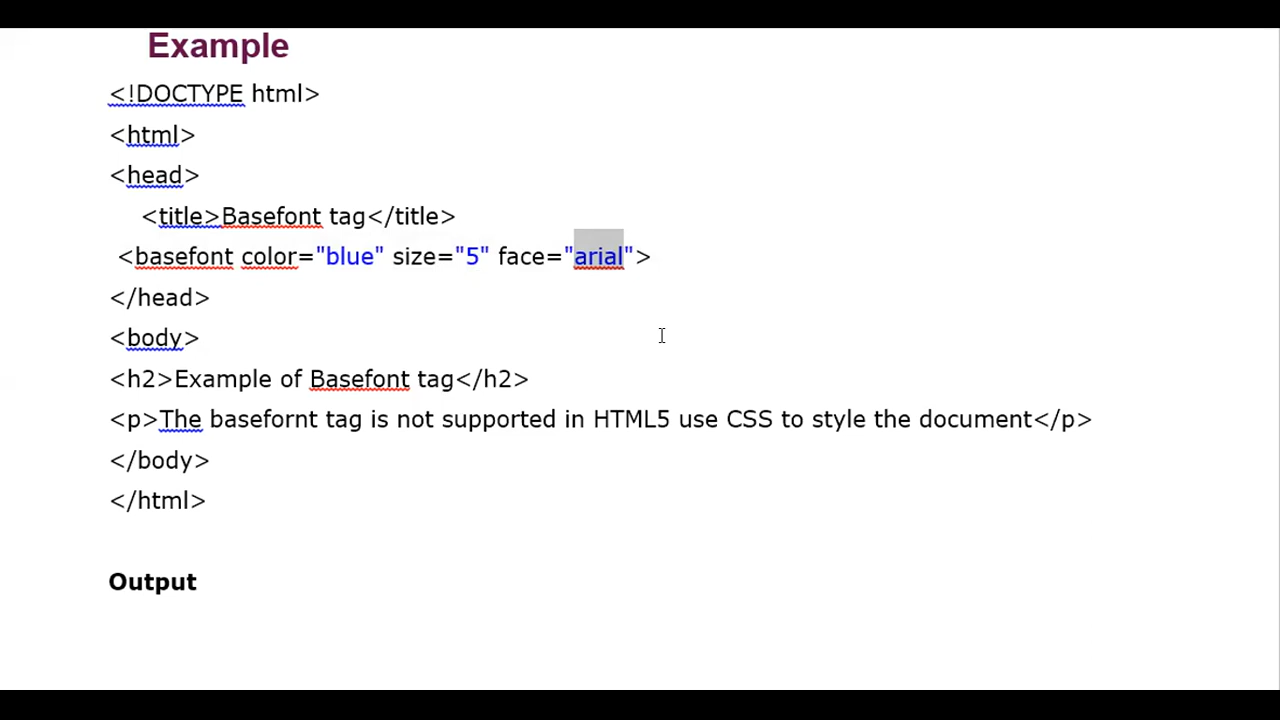 Example
<!DOCTYPE html>
<html>
<head>
<title>Basefont tag</title>
<basefont color="blue" size="5" face="arial">
</head>
<body>
<h2>Example of Basefont tag</h2>
<p>The basefornt tag is not supported in HTML5 use CSS to style the document</p>
</body>
</html>
Output